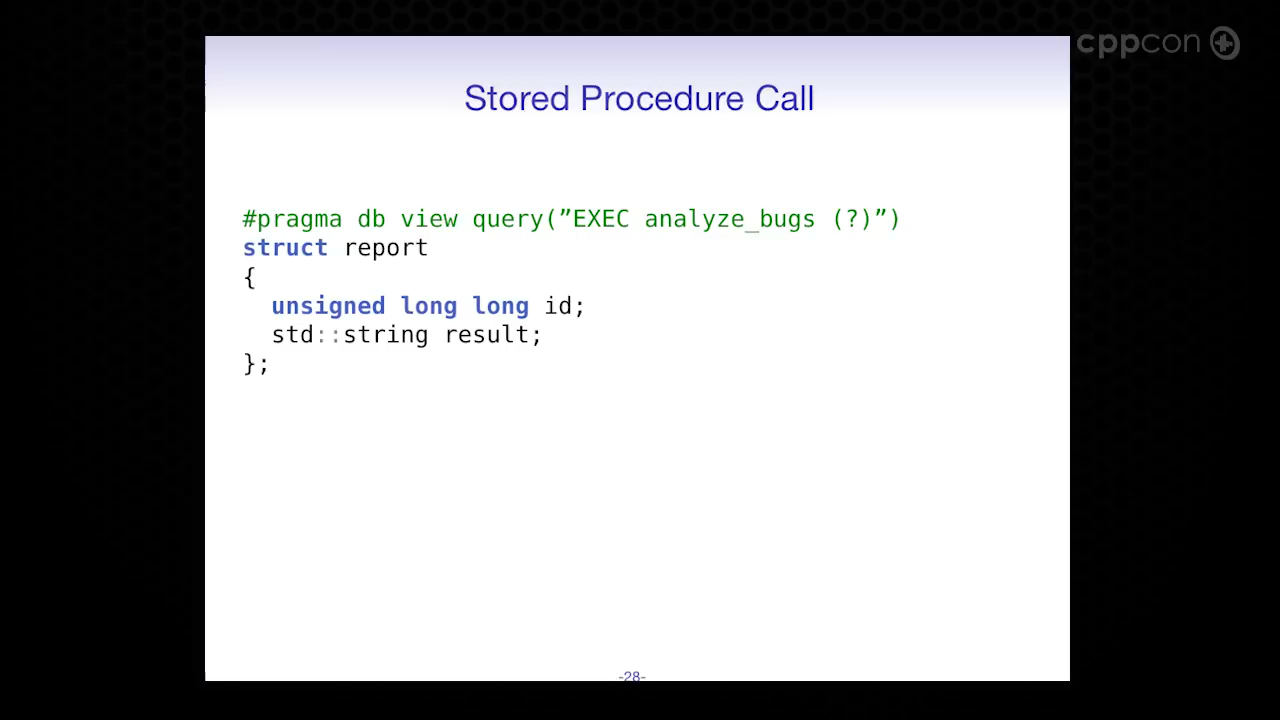 cppcon
Stored Procedure Call
#pragma db view query(”EXEC analyze_bugs (?)”)
struct report
{
  unsigned long long id;
  std::string result;
};
-28-